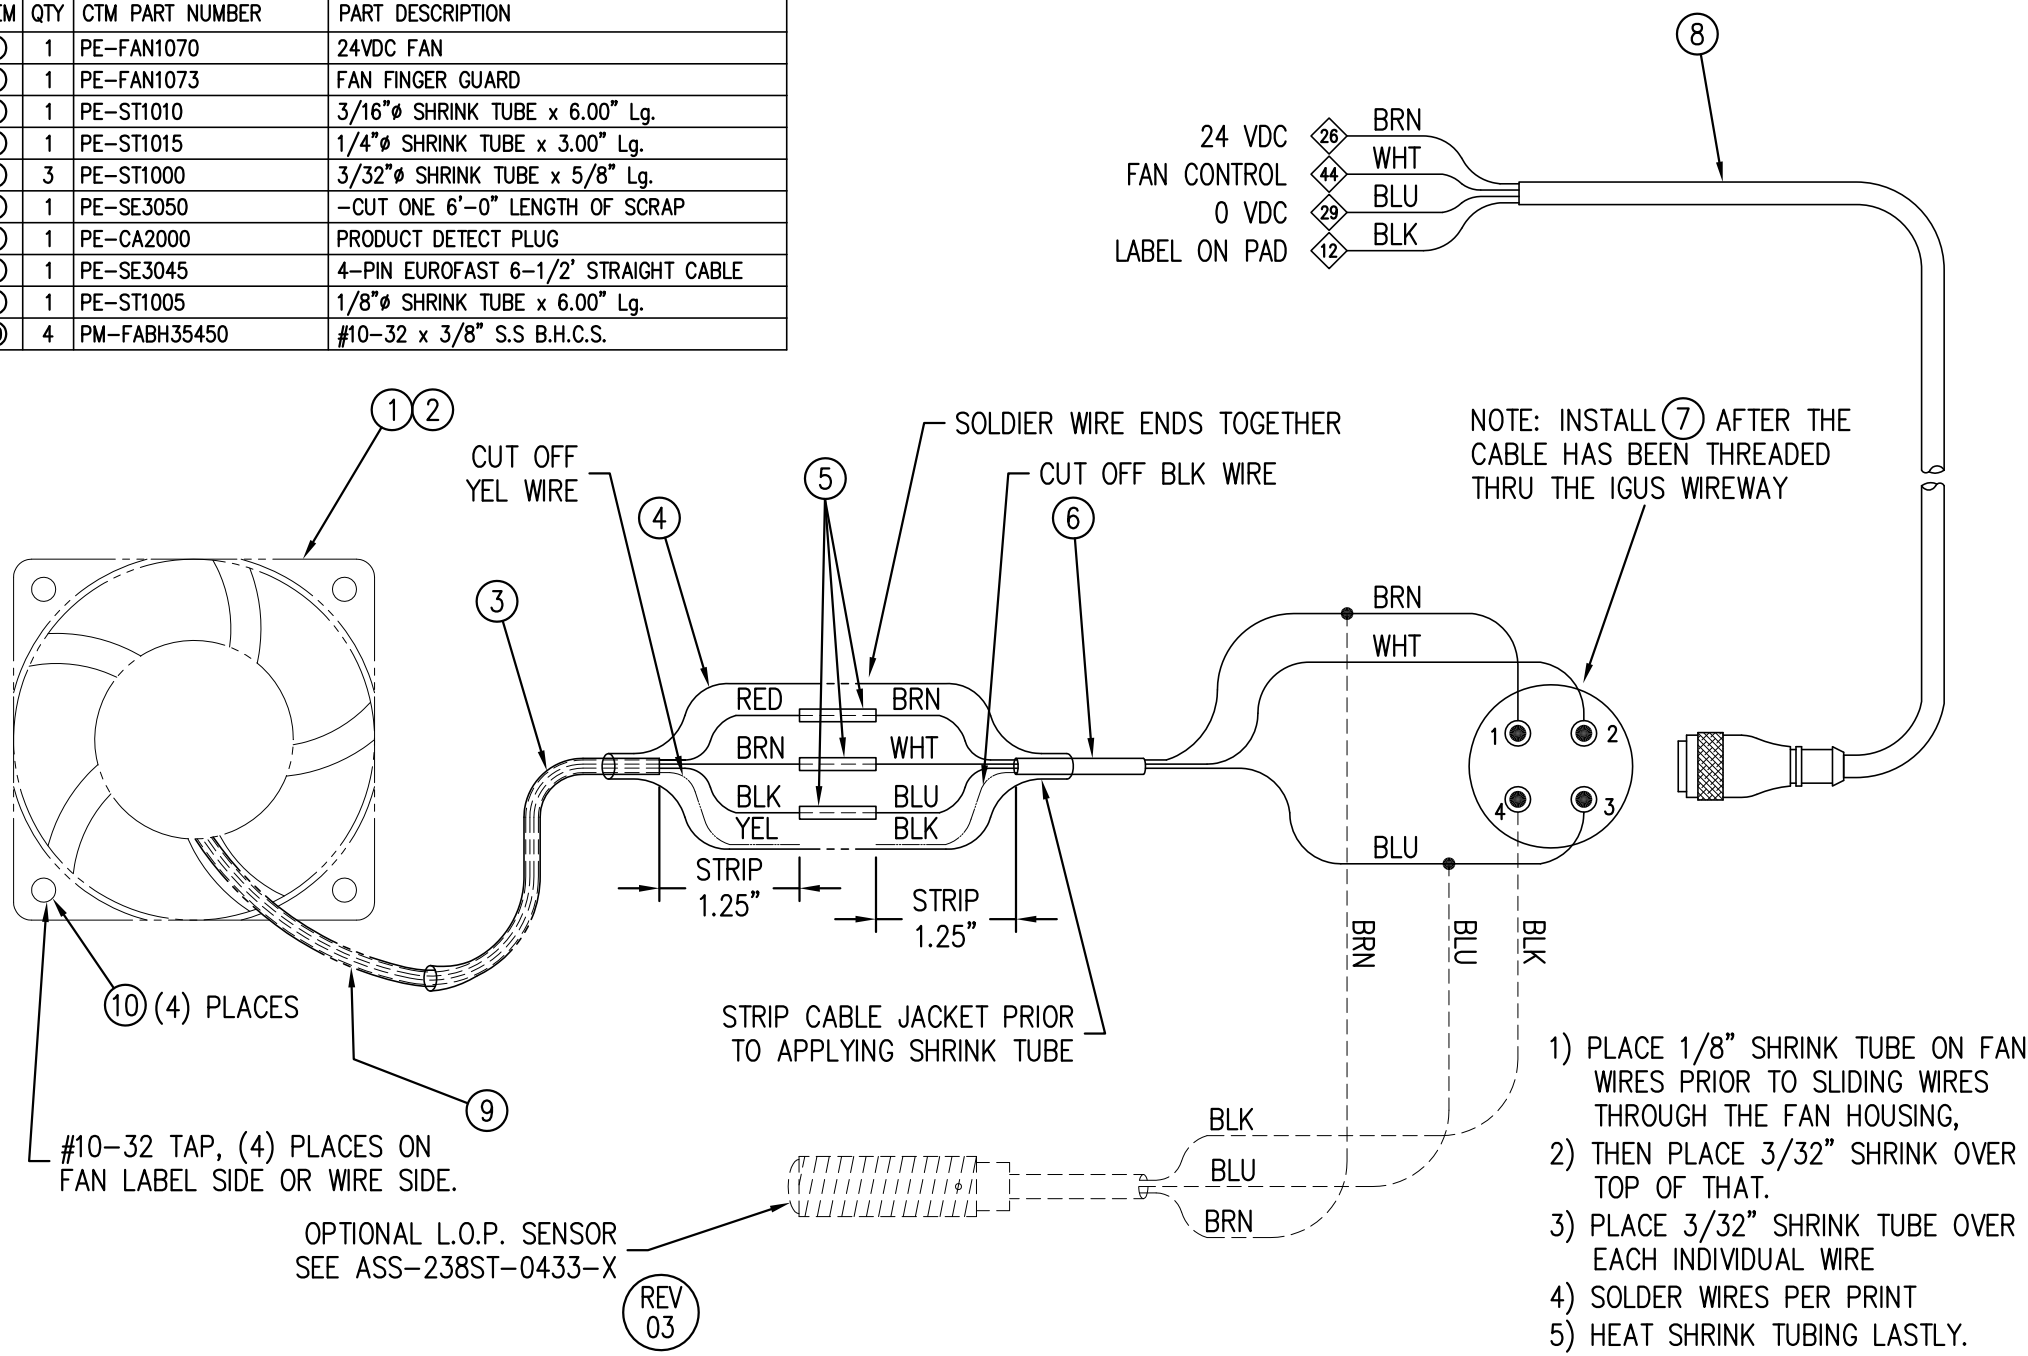 QTY CTM PART NUMBER PART DESCRIPTION
1 PE-FAN1070 24VDC FAN
1 PE-FAN1073 FAN FINGER GUARD
1 PE-ST1010 3/16"ø SHRINK TUBE x 6.00" Lg.
1 PE-ST1015 1/4"ø SHRINK TUBE x 3.00" Lg.
3 PE-ST1000 3/32"ø SHRINK TUBE x 5/8" Lg.
1 PE-SE3050 -CUT ONE 6'-0" LENGTH OF SCRAP
1 PE-CA2000 PRODUCT DETECT PLUG
1 PE-SE3045 4-PIN EUROFAST 6-1/2' STRAIGHT CABLE
1 PE-ST1005 1/8"ø SHRINK TUBE x 6.00" Lg.
4 PM-FABH35450 #10-32 x 3/8" S.S B.H.C.S.
8
24 VDC 26 BRN
FAN CONTROL 44 WHT
0 VDC 29 BLU
LABEL ON PAD 12 BLK
1 2
CUT OFF
YEL WIRE
SOLDIER WIRE ENDS TOGETHER
CUT OFF BLK WIRE
NOTE: INSTALL 7 AFTER THE
CABLE HAS BEEN THREADED
THRU THE IGUS WIREWAY
5
4
6
3
RED BRN
BRN WHT
BLK BLU
YEL BLK
STRIP
1.25"
STRIP
1.25"
BRN
WHT
BLU
1 2
4 3
BRN
BLU
BLK
10 (4) PLACES
STRIP CABLE JACKET PRIOR
TO APPLYING SHRINK TUBE
9
#10-32 TAP, (4) PLACES ON
FAN LABEL SIDE OR WIRE SIDE.
BLK
BLU
BRN
OPTIONAL L.O.P. SENSOR
SEE ASS-238ST-0433-X
REV
03
1) PLACE 1/8" SHRINK TUBE ON FAN
WIRES PRIOR TO SLIDING WIRES
THROUGH THE FAN HOUSING,
2) THEN PLACE 3/32" SHRINK OVER
TOP OF THAT.
3) PLACE 3/32" SHRINK TUBE OVER
EACH INDIVIDUAL WIRE
4) SOLDER WIRES PER PRINT
5) HEAT SHRINK TUBING LASTLY.